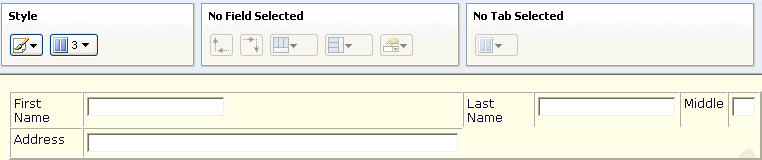 Style
No Field Selected
No Tab Selected
3
First Name
Last Name
Middle
Address